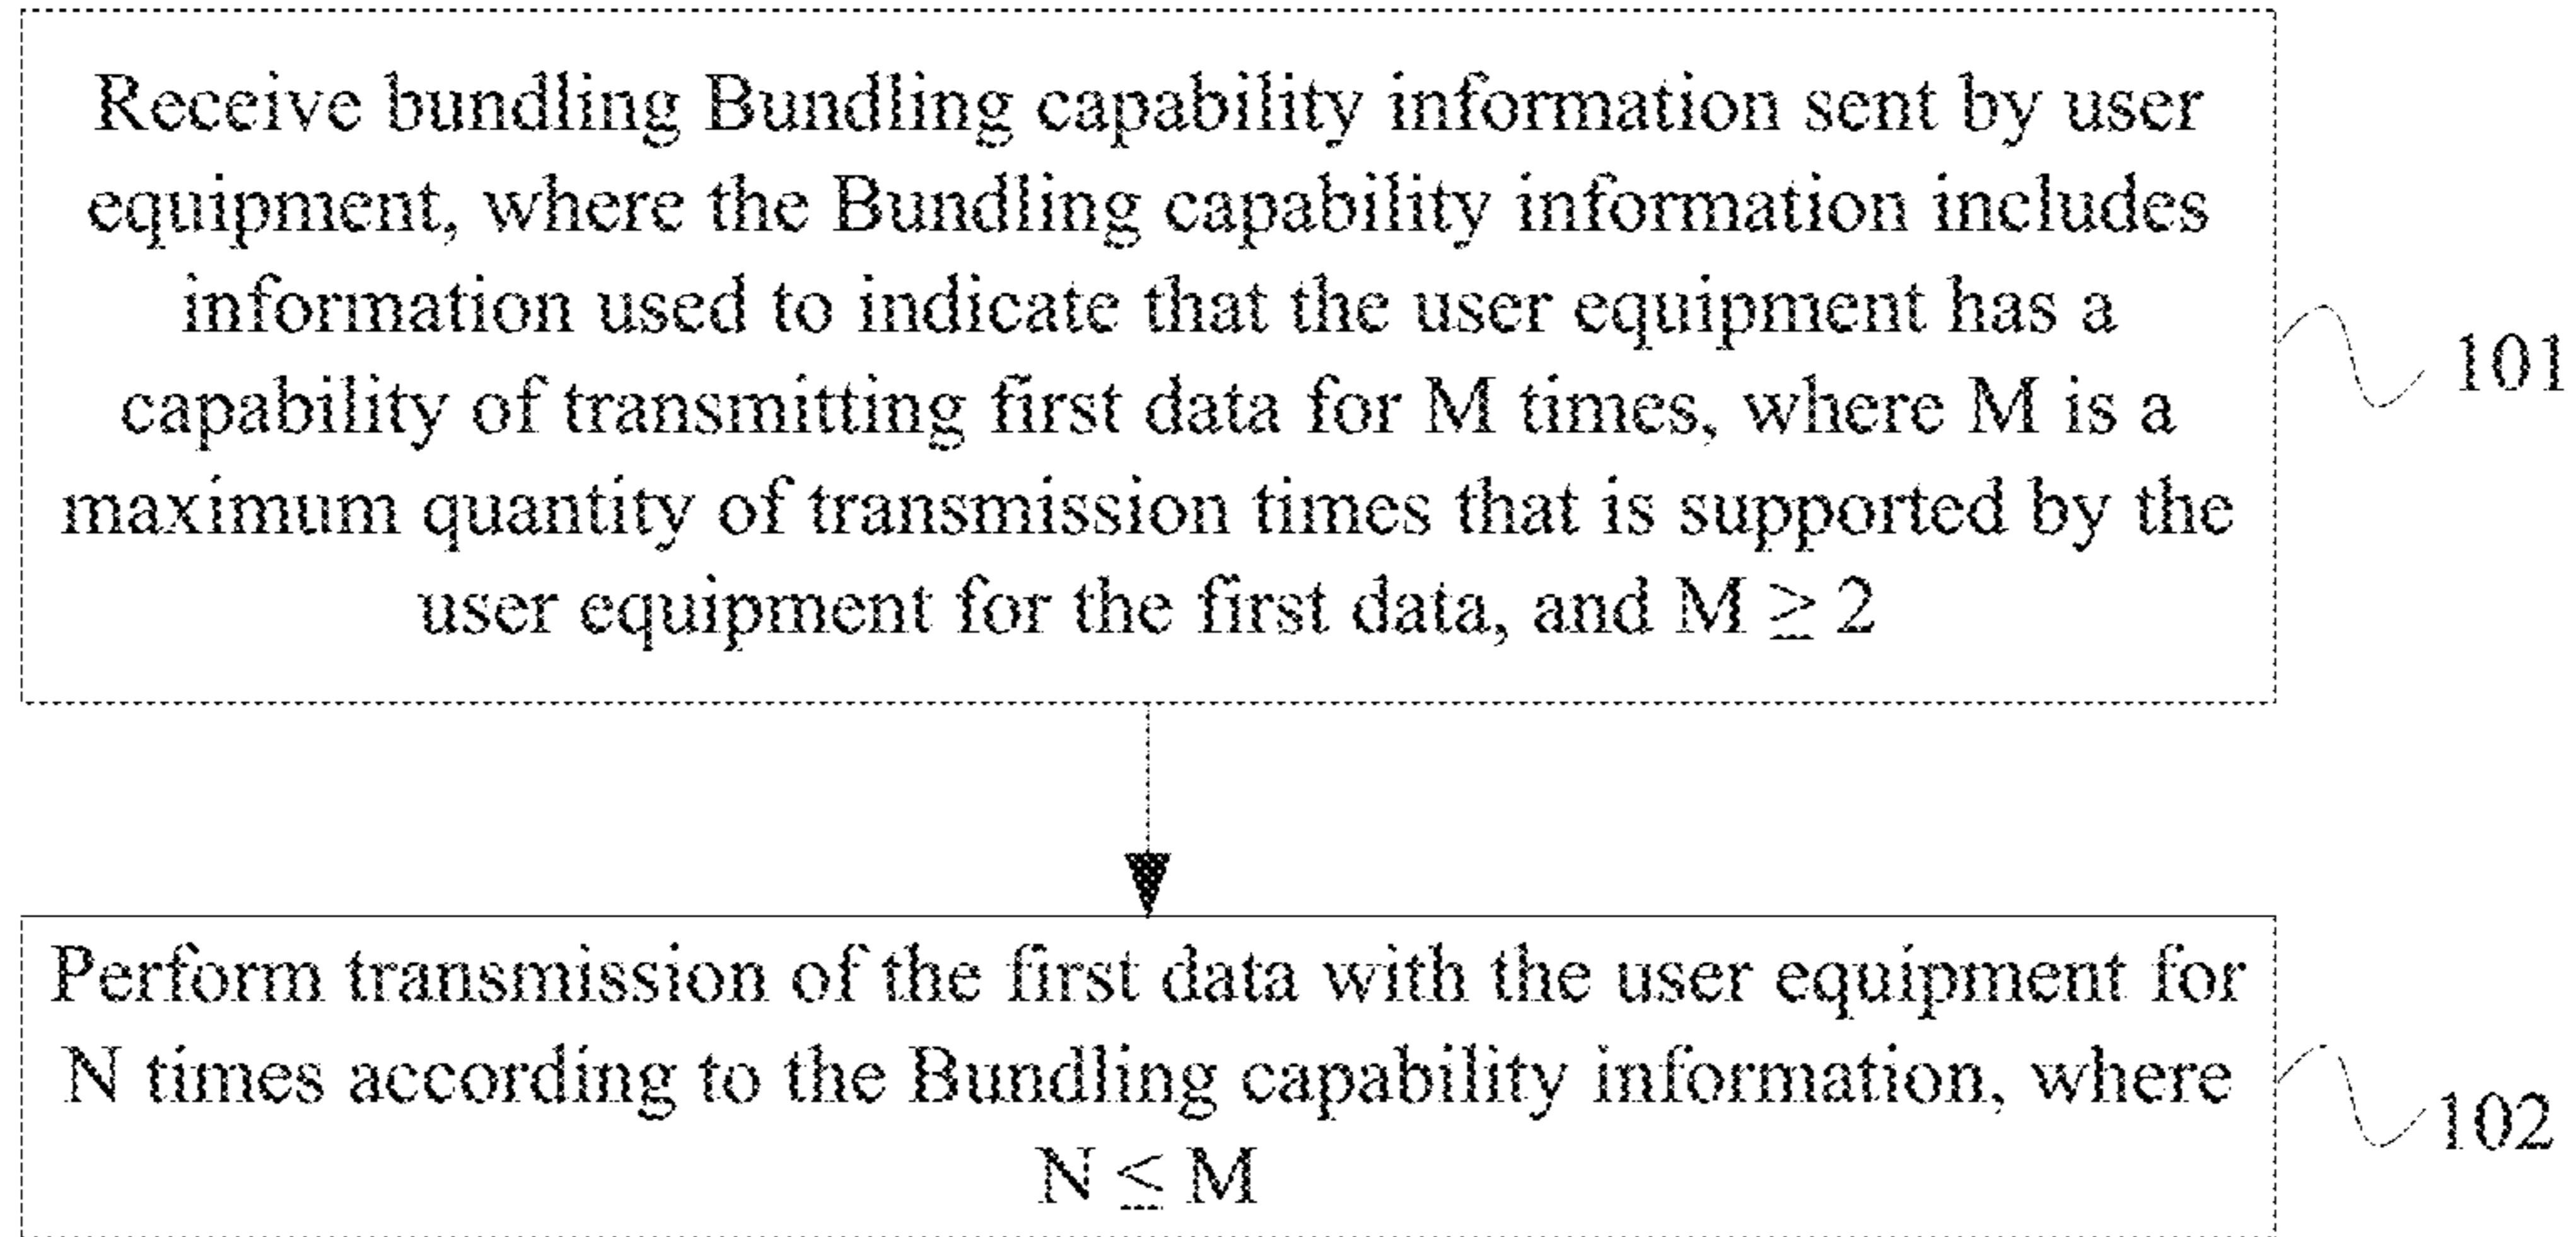 Receive bundling Bundling capability information sent by user
equipment, where the Bundling capability information includes
information used to indicate that the user equipment has a
capability of transmitting first data for M times, where M is a
maximum quantity of transmission times that is supported by the
user equipment for the first data, and M ≥ 2
101
Perform transmission of the first data with the user equipment for
N times according to the Bundling capability information, where
N ≤ M
102